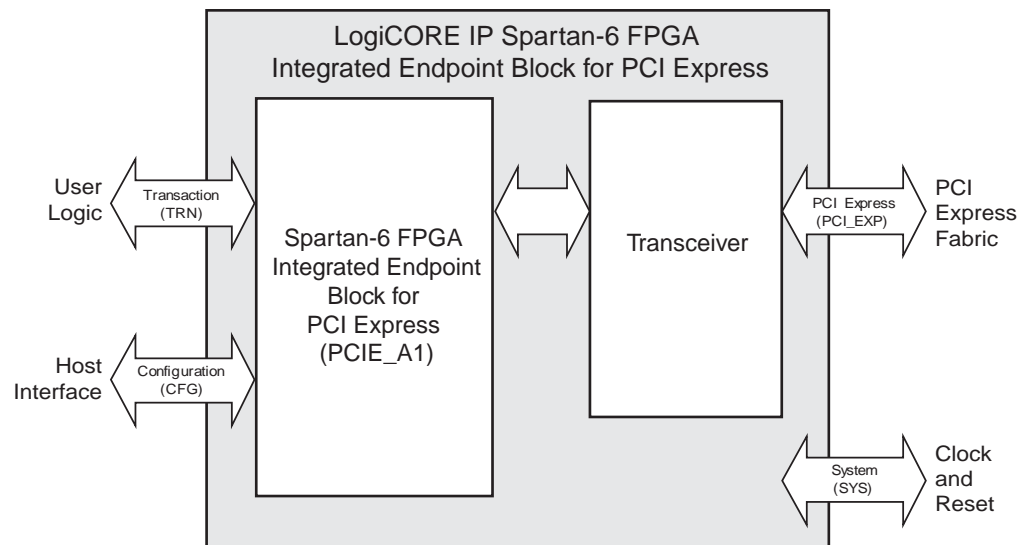 LogiCORE IP Spartan-6 FPGA
Integrated Endpoint Block for PCI Express
User
Logic
Transaction
(TRN)
Spartan-6 FPGA
Integrated Endpoint
Block for
PCI Express
(PCIE_A1)
Transceiver
PCI Express
(PCI_EXP)
PCI
Express
Fabric
Host
Interface
Configuration
(CFG)
System
(SYS)
Clock
and
Reset